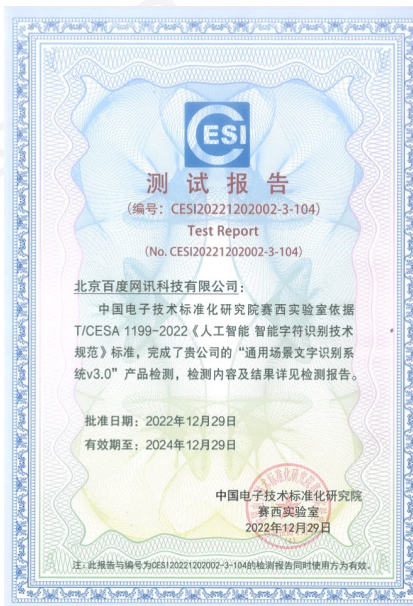 CESI
测试报告
(编号：CESI20221202002-3-104)
Test Report
(No. CESI20221202002-3-104)
北京百度网讯科技有限公司：
中国电子技术标准化研究院赛西实验室依据
T/CESA 1199-2022《人工智能 智能字符识别技术
规范》标准，完成了贵公司的“通用场景文字识别系
统v3.0”产品检测，检测内容及结果详见检测报告。
批准日期：2022年12月29日
有效期至：2024年12月29日
中国电子技术标准化研究院
赛西实验室
2022年12月29日
注：此报告与编号为CESI20221202002-3-104的检测报告同时使用方为有效。